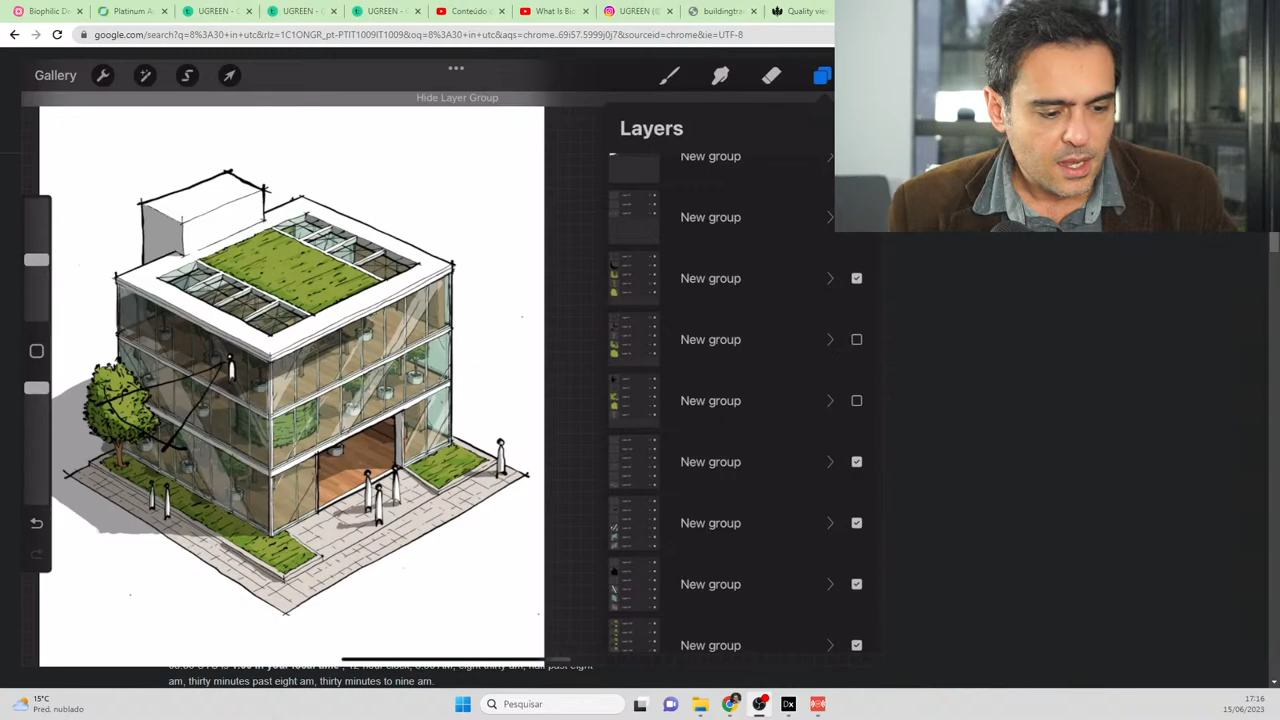 Biophilic De
Platinum Ap
UGREEN - C
UGREEN - C
UGREEN - C
Conteúdo C
What Is Bio
UGREEN (@
buildingtra
Quality view
google.com/search?q=8%3A30+in+utc&rlz=1C1ONGR_pt-PTIT1009IT1009&oq=8%3A30+in+utc&aqs=chrome..69i57.5999j0j7&sourceid=chrome&ie=UTF-8
Gallery
Hide Layer Group
Layers
New group
New group
New group
New group
New group
New group
New group
New group
New group
am, thirty minutes past eight am, thirty minutes to nine am.
15°C
Pred. nublado
Pesquisar
Dx
17:16
15/06/2023